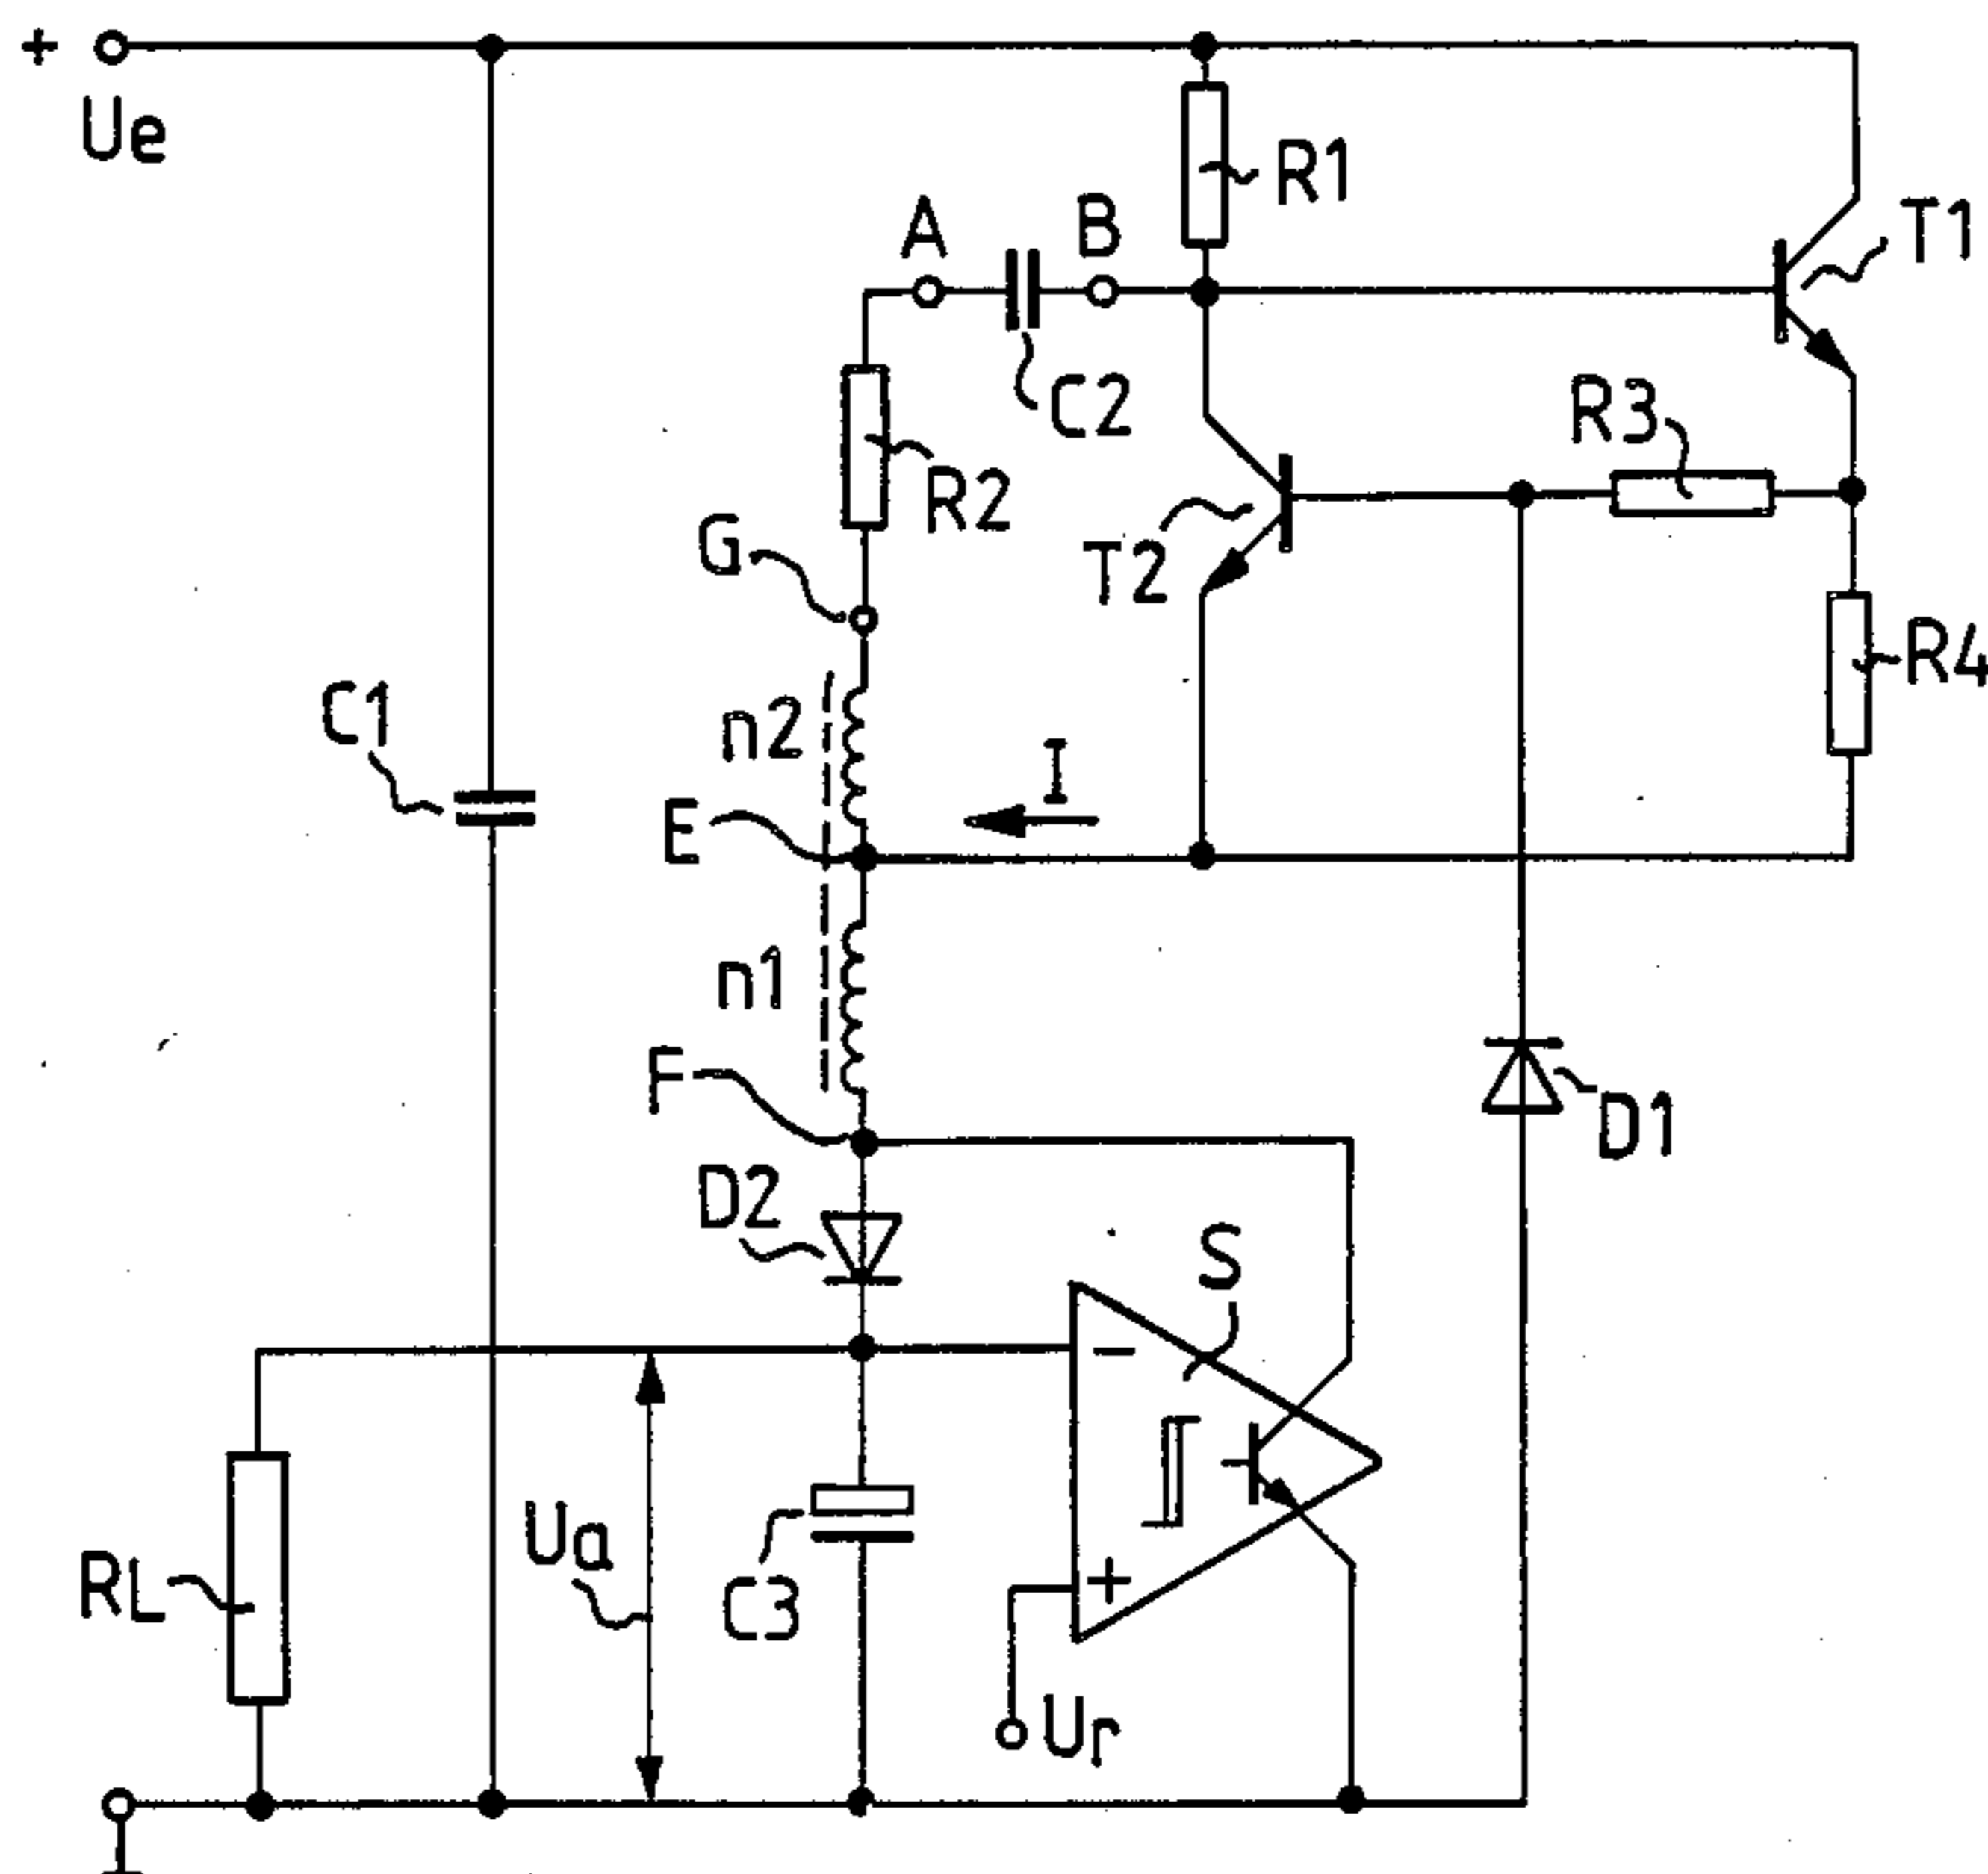 +
Ue
R1
T1
A
B
C2
R3
R2
G
T2
R4
C1
n2
I
E
n1
F
D1
D2
S
-
Ua
RL
C3
+
Ur